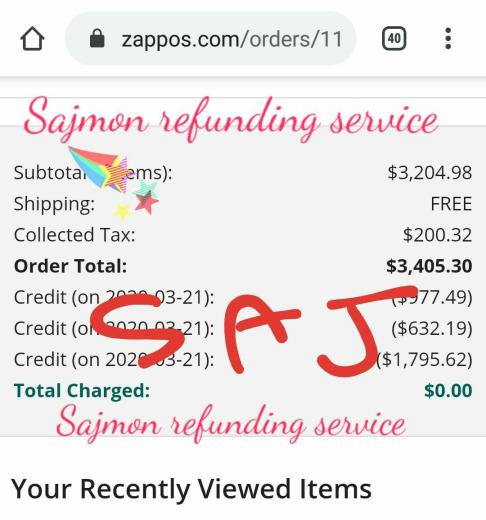 zappos.com/orders/11
40
Sajmon refunding service
Subtotal ems): $3,204.98
Shipping: FREE
Collected Tax: $200.32
Order Total: $3,405.30
Credit (on 2020-03-21): ($977.49)
Credit (on 2020-03-21): ($632.19)
Credit (on 2020-03-21): ($1,795.62)
SAJ
Total Charged: $0.00
Sajmon refunding service
Your Recently Viewed Items